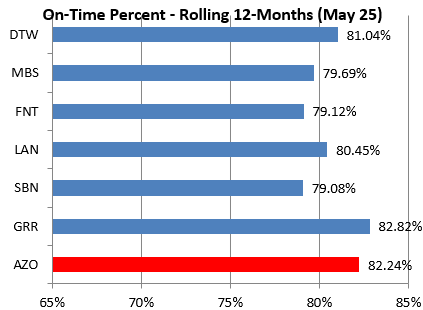 On-Time Percent - Rolling 12-Months (May 25)
DTW 81.04%
MBS 79.69%
FNT 79.12%
LAN 80.45%
SBN 79.08%
GRR 82.82%
AZO 82.24%
65% 70% 75% 80% 85%